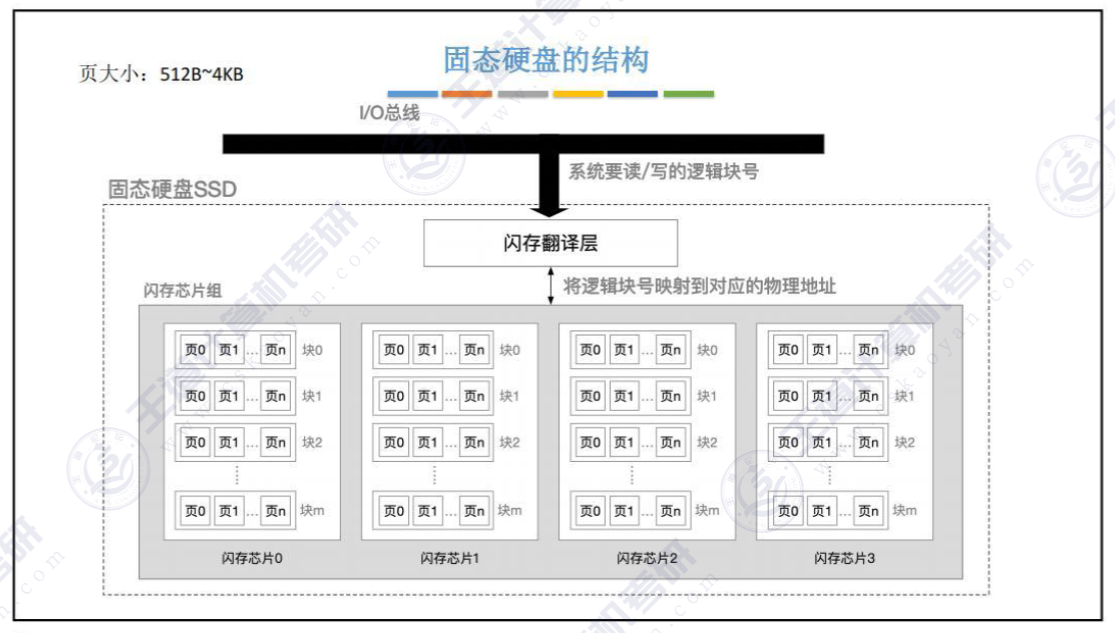 固态硬盘的结构
页大小：512B~4KB
I/O总线
系统要读/写的逻辑块号
固态硬盘SSD
闪存翻译层
将逻辑块号映射到对应的物理地址
闪存芯片组
页0 页1 ... 页n 块0 页0 页1 ... 页n 块0 页0 页1 ... 页n 块0 页0 页1 ... 页n 块0
页0 页1 ... 页n 块1 页0 页1 ... 页n 块1 页0 页1 ... 页n 块1 页0 页1 ... 页n 块1
页0 页1 ... 页n 块2 页0 页1 ... 页n 块2 页0 页1 ... 页n 块2 页0 页1 ... 页n 块2
页0 页1 ... 页n 块m 页0 页1 ... 页n 块m 页0 页1 ... 页n 块m 页0 页1 ... 页n 块m
闪存芯片0 闪存芯片1 闪存芯片2 闪存芯片3
王道计算机考研